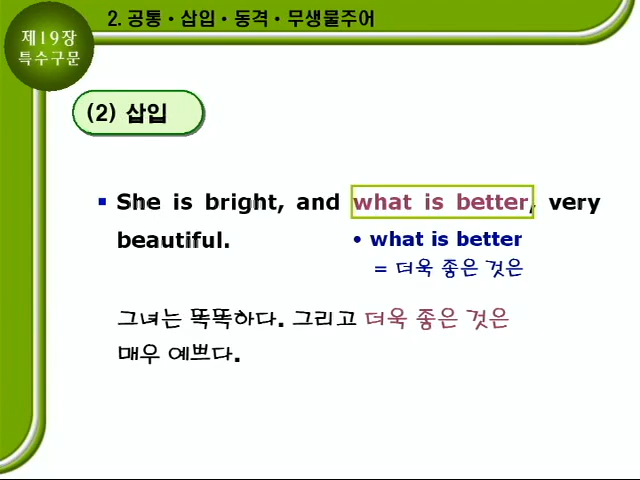 2. 공통 · 삽입 · 동격 · 무생물주어
제19장
특수구문
(2) 삽입
▪ She is bright, and what is better, very
beautiful.
• what is better
= 더욱 좋은 것은
그녀는 똑똑하다. 그리고 더욱 좋은 것은
매우 예쁘다.